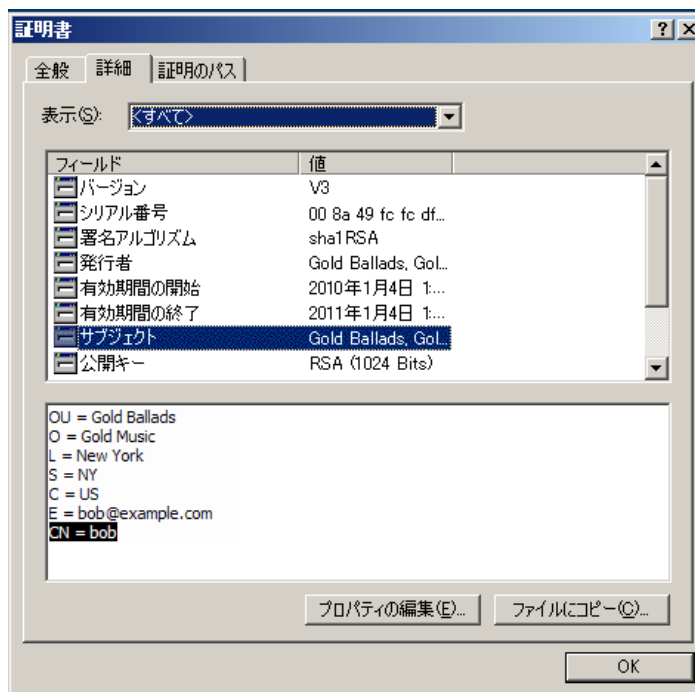 証明書
全般 詳細 証明のパス
表示(S): <すべて>
フィールド 値
バージョン V3
シリアル番号 00 8a 49 fc fc df...
署名アルゴリズム sha1RSA
発行者 Gold Ballads, Gol...
有効期間の開始 2010年1月4日 1:...
有効期間の終了 2011年1月4日 1:...
サブジェクト Gold Ballads, Gol...
公開キー RSA (1024 Bits)
OU = Gold Ballads
O = Gold Music
L = New York
S = NY
C = US
E = bob@example.com
CN = bob
プロパティの編集(E)... ファイルにコピー(C)...
OK